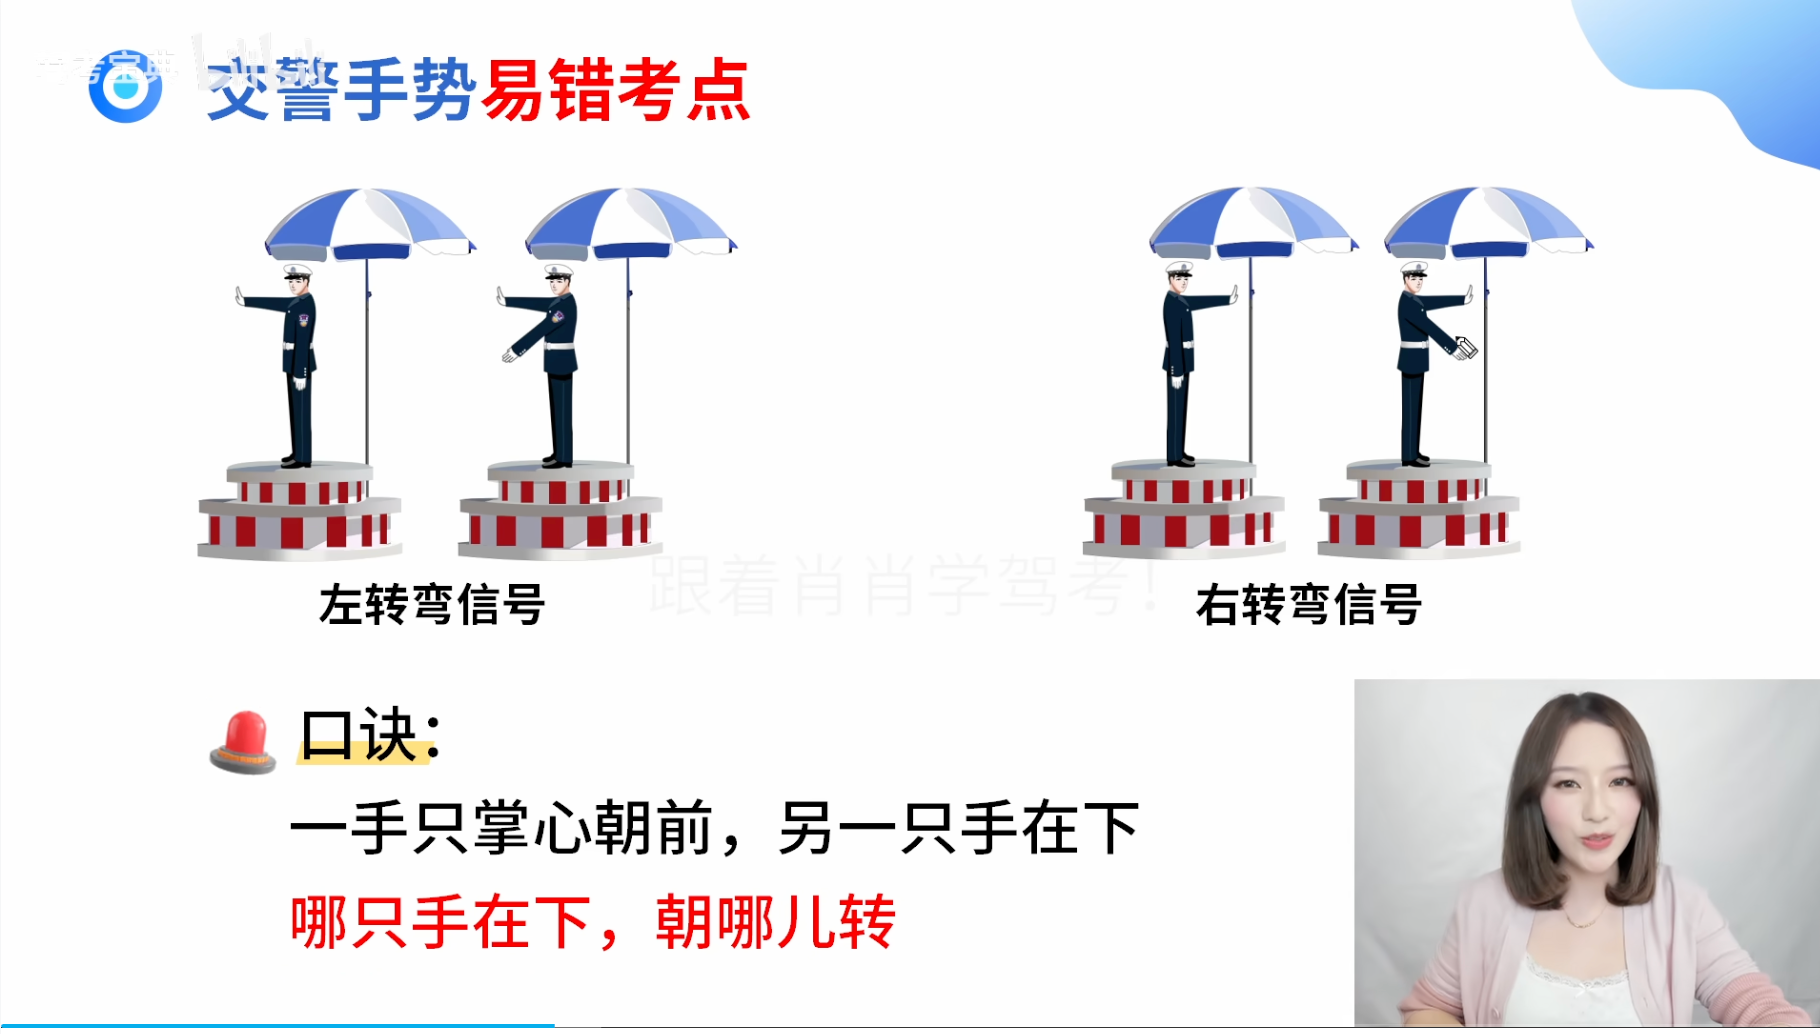 交警手势易错考点
跟着肖肖学驾考!
左转弯信号
右转弯信号
口诀:
一手只掌心朝前,另一只手在下
哪只手在下,朝哪儿转